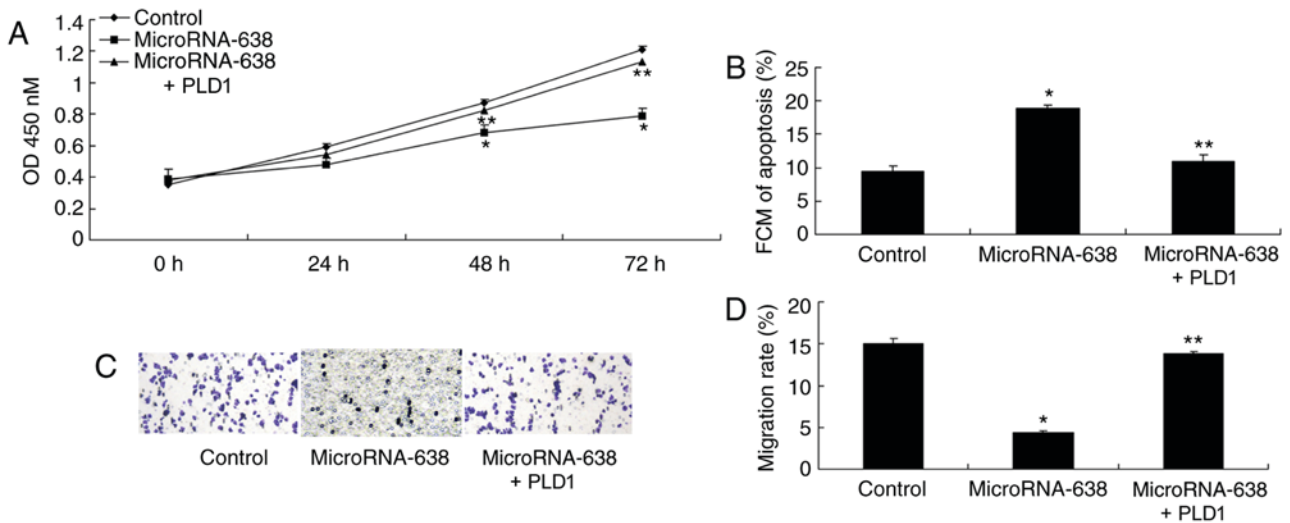 A
OD 450 nM
1.4
1.2
1
0.8
0.6
0.4
0.2
0
Control
MicroRNA-638
MicroRNA-638
+ PLD1
**
*
**
*
0 h 24 h 48 h 72 h
B
FCM of apoptosis (%)
25
20
15
10
5
0
*
**
Control MicroRNA-638 MicroRNA-638
+ PLD1
C
Control MicroRNA-638 MicroRNA-638
+ PLD1
D
Migration rate (%)
20
15
10
5
0
*
**
Control MicroRNA-638 MicroRNA-638
+ PLD1